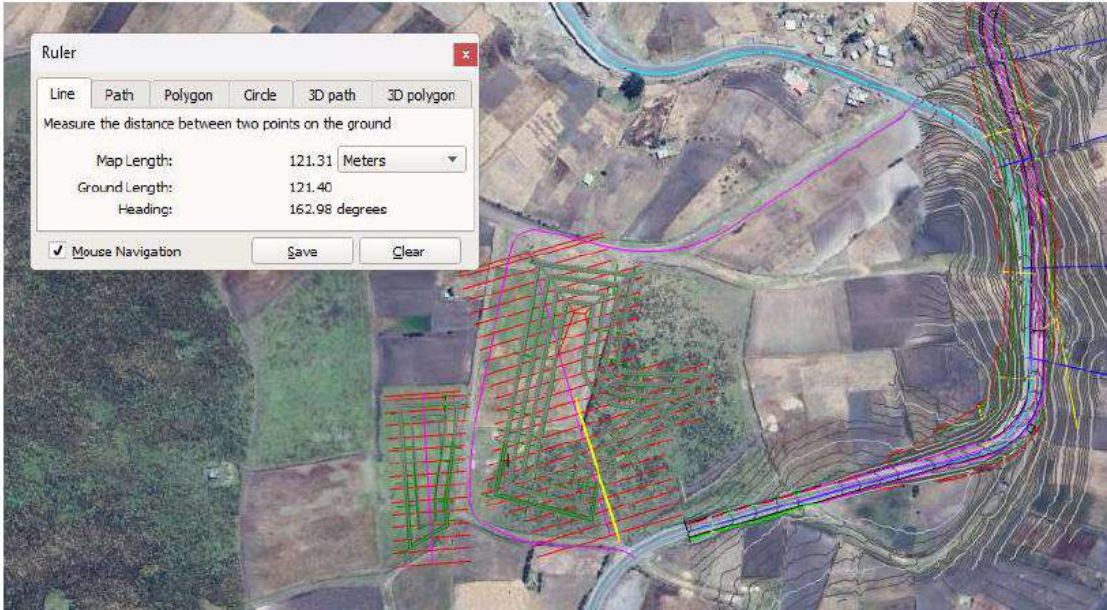 Ruler
x
Line Path Polygon Circle 3D path 3D polygon
Measure the distance between two points on the ground
Map Length: 121.31 Meters
Ground Length: 121.40
Heading: 162.98 degrees
Mouse Navigation Save Clear